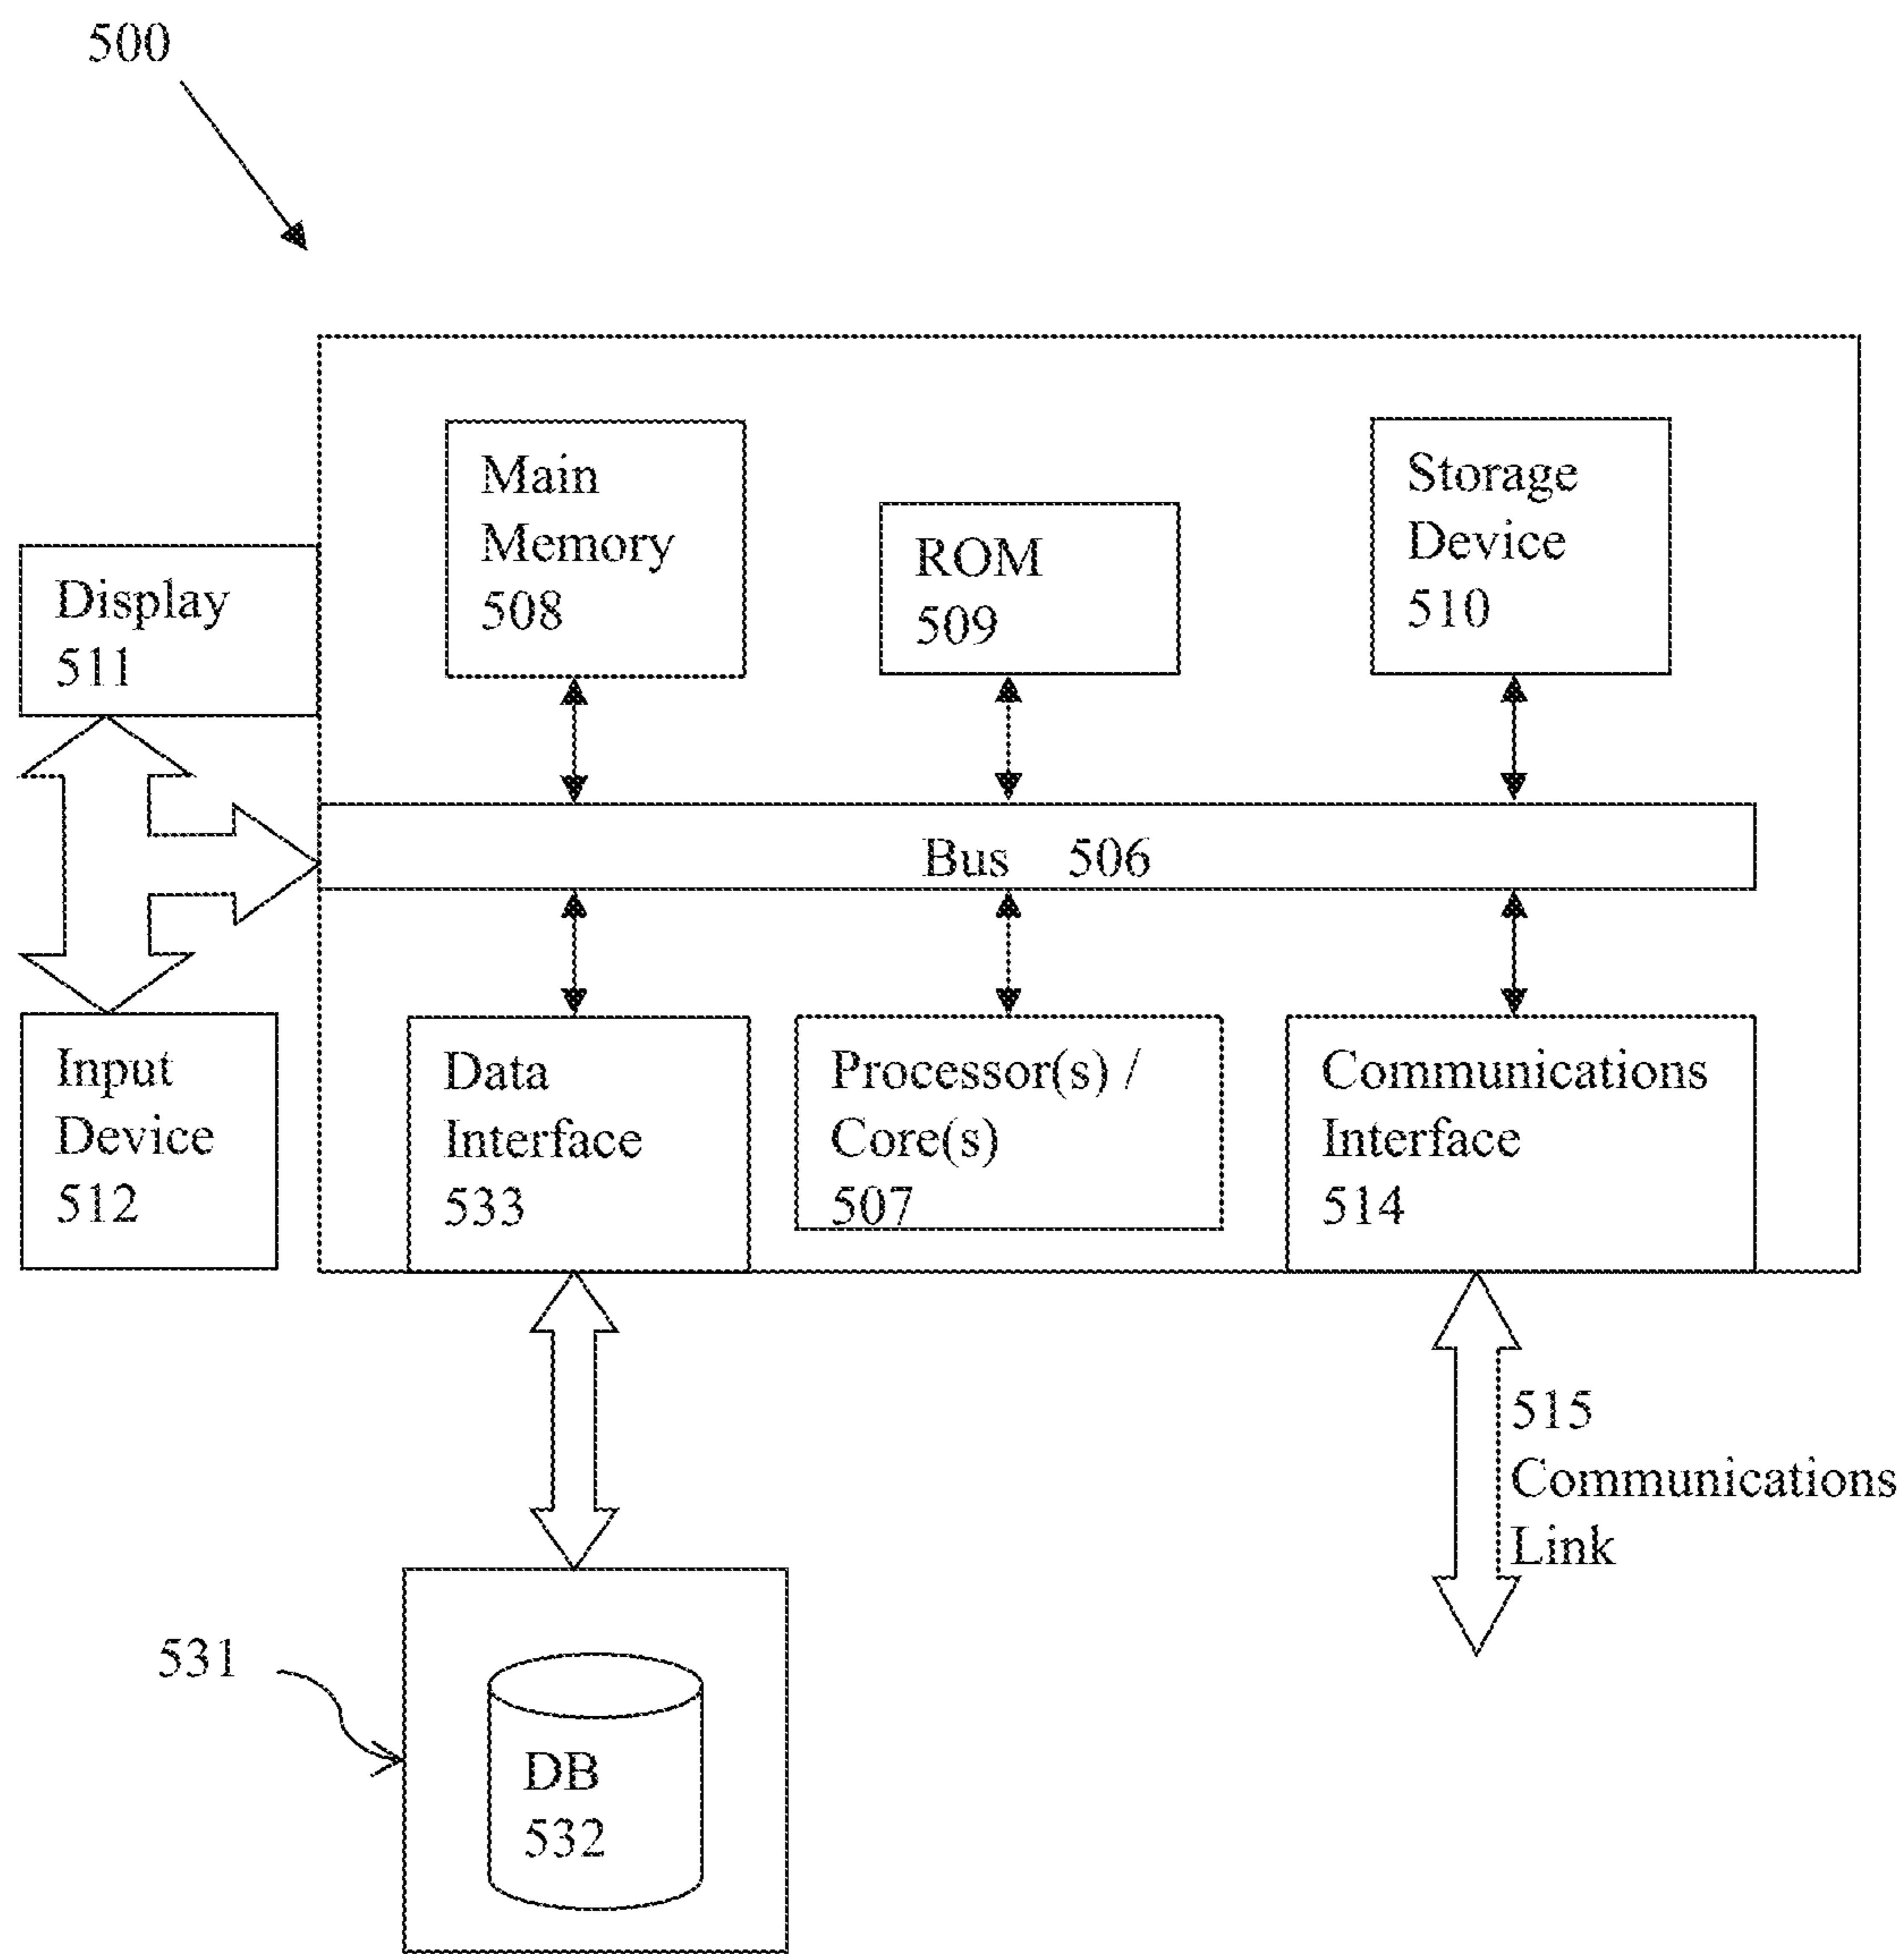 500
Main
Memory
508
ROM
509
Storage
Device
510
Display
511
Bus 506
Input
Device
512
Data
Interface
533
Processor(s) /
Core(s)
507
Communications
Interface
514
515
Communications
Link
531
DB
532